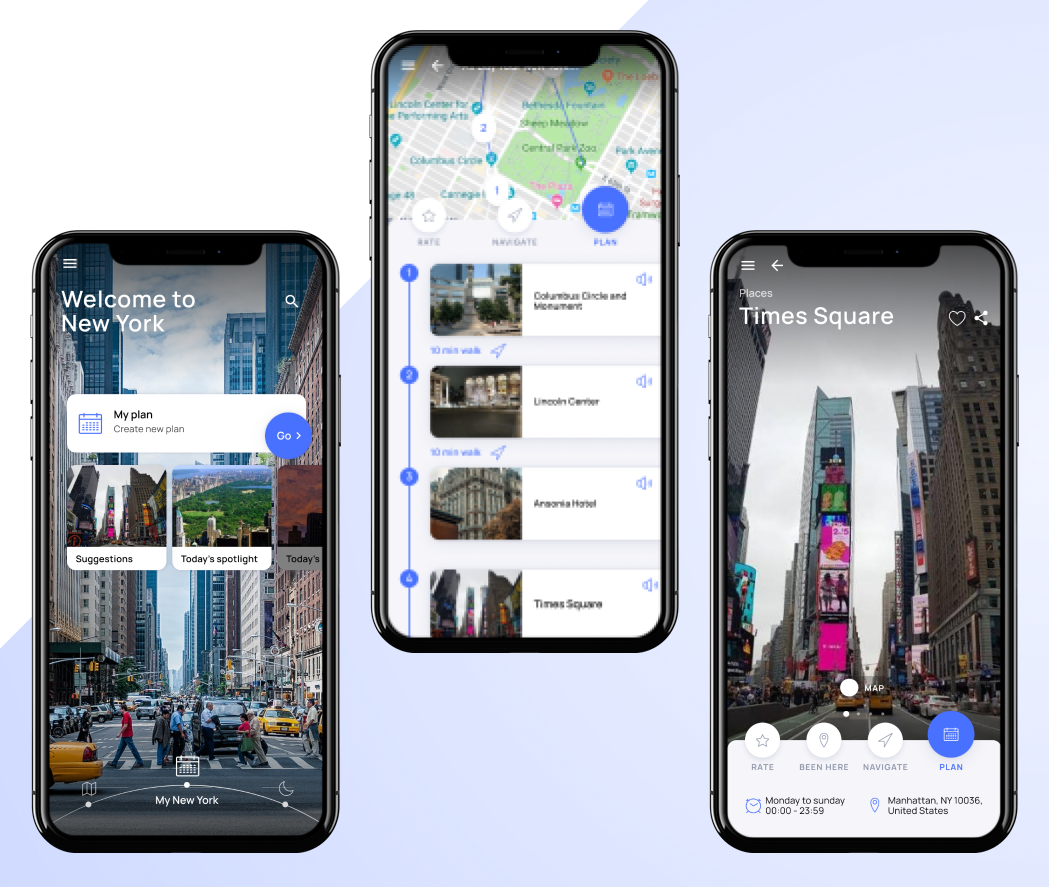 Welcome to
New York
My plan
Create new plan
Go
Suggestions
Today's spotlight
Today's
My New York
Lincoln Center for
Performing Arts
Bethesda Fountain
Sheep Meadow
Central Park Zoo
Columbus Circle
Park Aven
The Plaza
Carnegie
2
1
RATE
NAVIGATE
PLAN
1
Columbus Circle and
Monument
10 min walk
2
Lincoln Center
10 min walk
3
Ansonia Hotel
4
Times Square
Places
Times Square
MAP
RATE
BEEN HERE
NAVIGATE
PLAN
Monday to sunday
00:00 - 23:59
Manhattan, NY 10036,
United States